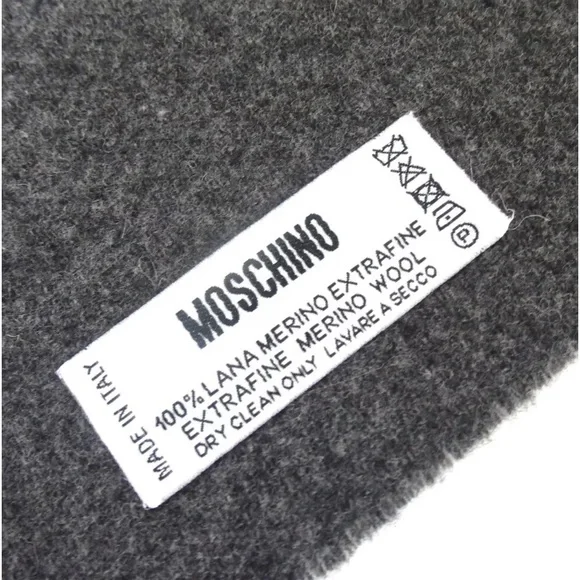 MOSCHINO
100% LANA MERINO EXTRAFINE
EXTRAFINE MERINO WOOL
DRY CLEAN ONLY LAVARE A SECCO
MADE IN ITALY
P